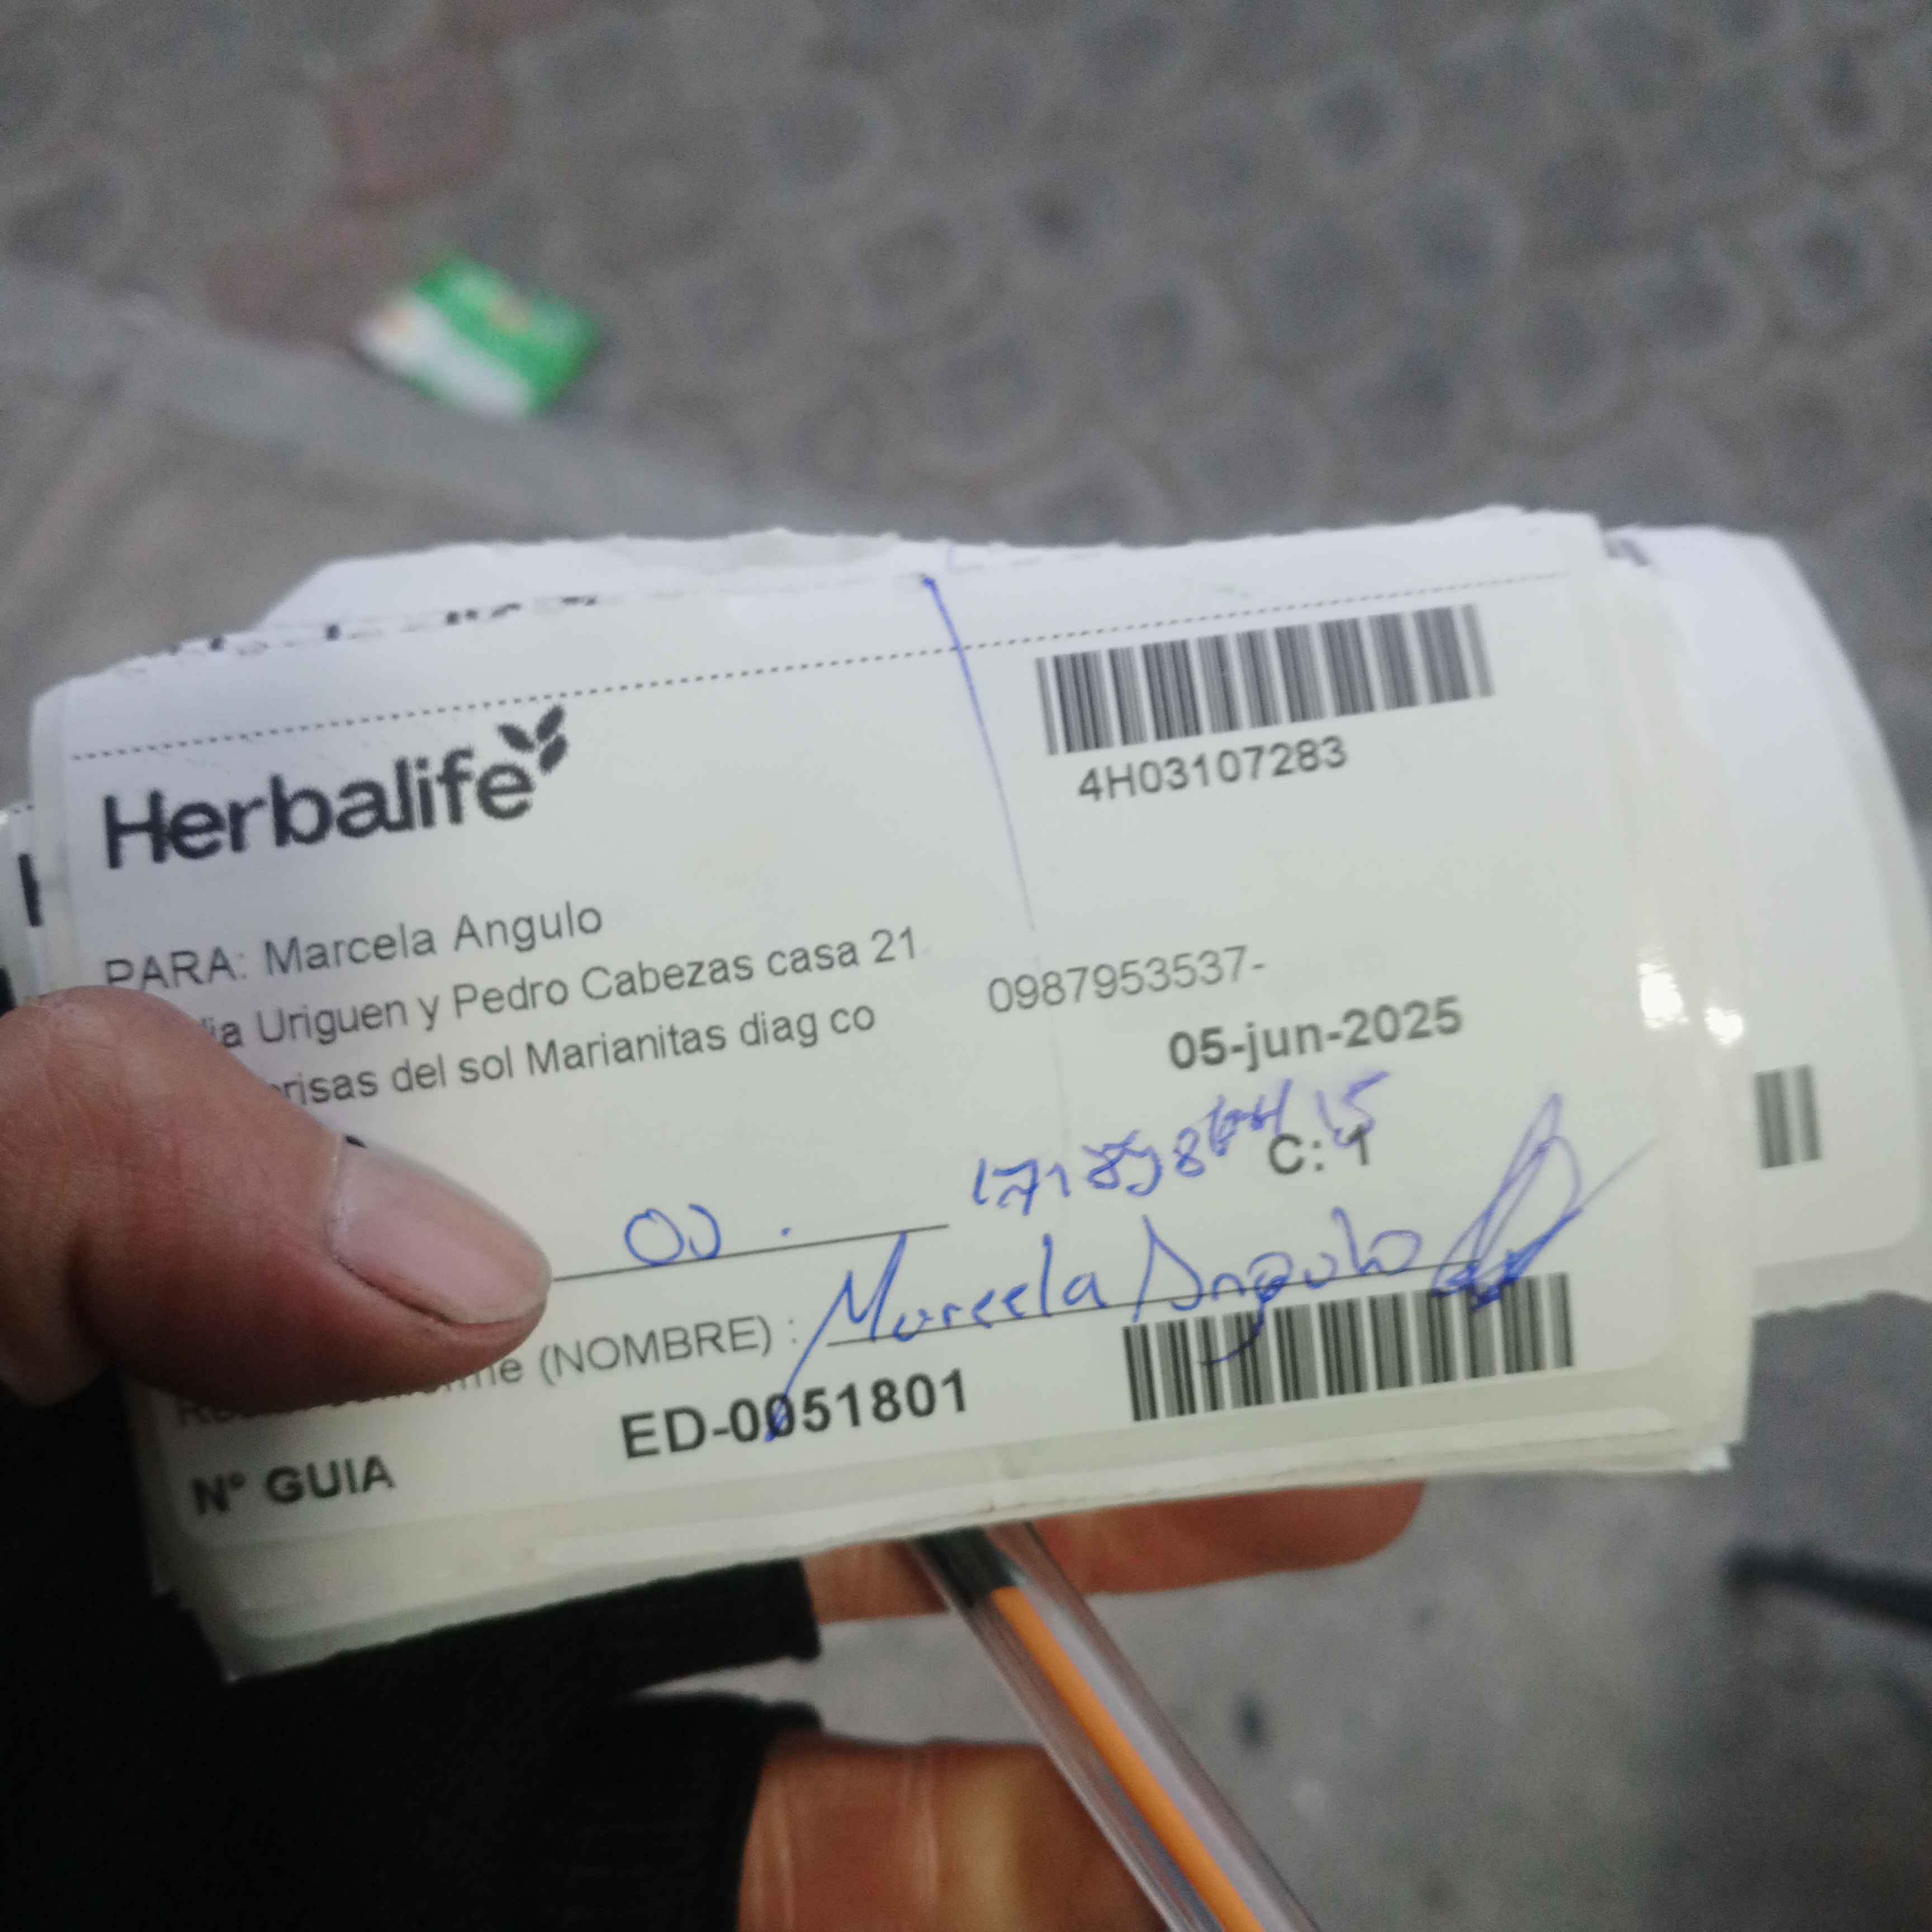 Herbalife
4H03107283
PARA: Marcela Angulo
Uriguen y Pedro Cabezas casa 21
0987953537-
del sol Marianitas diag co
05-jun-2025
C: 1
Marcela Angulo
(NOMBRE) :
ED-0051801
N° GUIA